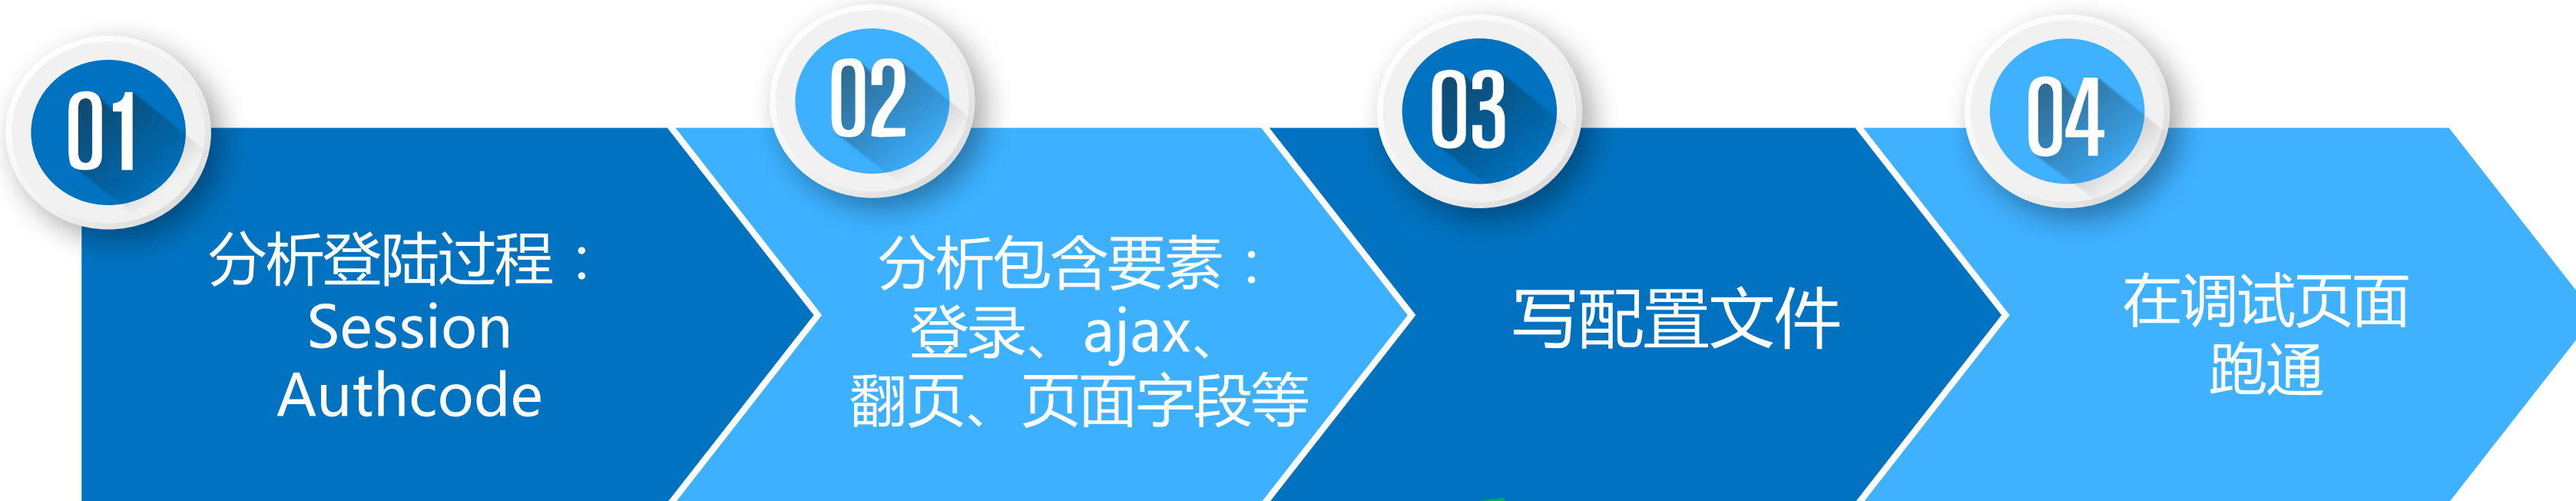 01
分析登陆过程：
Session
Authcode
02
分析包含要素：
登录、ajax、
翻页、页面字段等
03
写配置文件
04
在调试页面
跑通